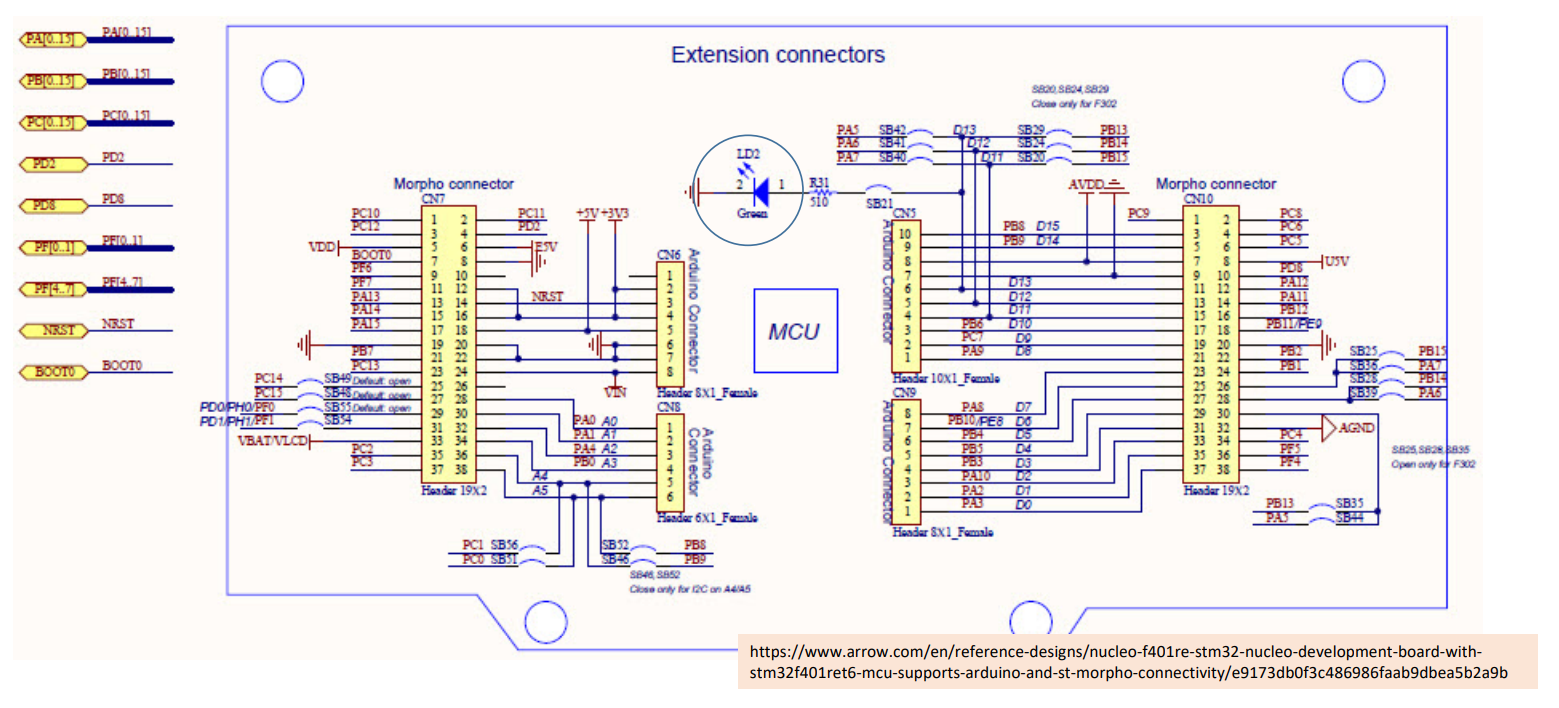 Extension connectors
PA[0..15] PA[0..15]
PB[0..15] PB[0..15]
PC[0..15] PC[0..15]
PD2 PD2
PD8 PD8
PF[0..1] PF[0..1]
PF[4..7] PF[4..7]
NRST NRST
BOOT0 BOOT0
Morpho connector
CN7
PC10 1 2 PC11
PC12 3 4 PD2
VDD 5 6 E5V
BOOT0 7 8
PF6 9 10
PF7 11 12
PA13 13 14 NRST
PA14 15 16
PA15 17 18
19 20
PB7 21 22
PC13 23 24
PC14 SB49 Default: open 25 26
PC15 SB48 Default: open 27 28
PD0/PH0/PF0 SB55 Default: open 29 30
PD1/PH1/PF1 SB54 31 32
VBAT/VLCD 33 34
PC2 35 36
PC3 37 38
Header 19X2
+5V +3V3
CN6
Arduino Connector
1
2
3
4
5
6
7
8
VIN
Header 8X1_Female
CN8
Arduino Connector
PA0 A0 1
PA1 A1 2
PA4 A2 3
PB0 A3 4
A4 5
A5 6
Header 6X1_Female
PC1 SB56 SB52 PB8
PC0 SB51 SB46 PB9
SB46,SB52
Close only for I2C on A4/A5
LD2
2 1
Green
R31
510
SB21
SB20,SB24,SB29
Close only for F302
PA5 SB42 D13 SB29 PB13
PA6 SB41 D12 SB24 PB14
PA7 SB40 D11 SB20 PB15
MCU
CN5
Arduino Connector
AVDD
10 PB8 D15
9 PB9 D14
8
7
6 D13
5 D12
4 D11
3 PB6 D10
2 PC7 D9
1 PA9 D8
Header 10X1_Female
CN9
Arduino Connector
8 PA8 D7
7 PB10/PE8 D6
6 PB4 D5
5 PB5 D4
4 PB3 D3
3 PA10 D2
2 PA2 D1
1 PA3 D0
Header 8X1_Female
Morpho connector
CN10
PC9 1 2 PC8
3 4 PC6
5 6 PC5
7 8 U5V
9 10 PD8
11 12 PA12
13 14 PA11
15 16 PB12
17 18 PB11/PE9
19 20
21 22 PB2
23 24 PB1
25 26
27 28
29 30
31 32 AGND
33 34 PC4
35 36 PF5
37 38 PF4
Header 19X2
SB25 PB15
SB36 PA7
SB28 PB14
SB39 PA6
SB25,SB28,SB35
Open only for F302
PB13 SB35
PA5 SB44
https://www.arrow.com/en/reference-designs/nucleo-f401re-stm32-nucleo-development-board-with-
stm32f401ret6-mcu-supports-arduino-and-st-morpho-connectivity/e9173db0f3c486986faab9dbea5b2a9b